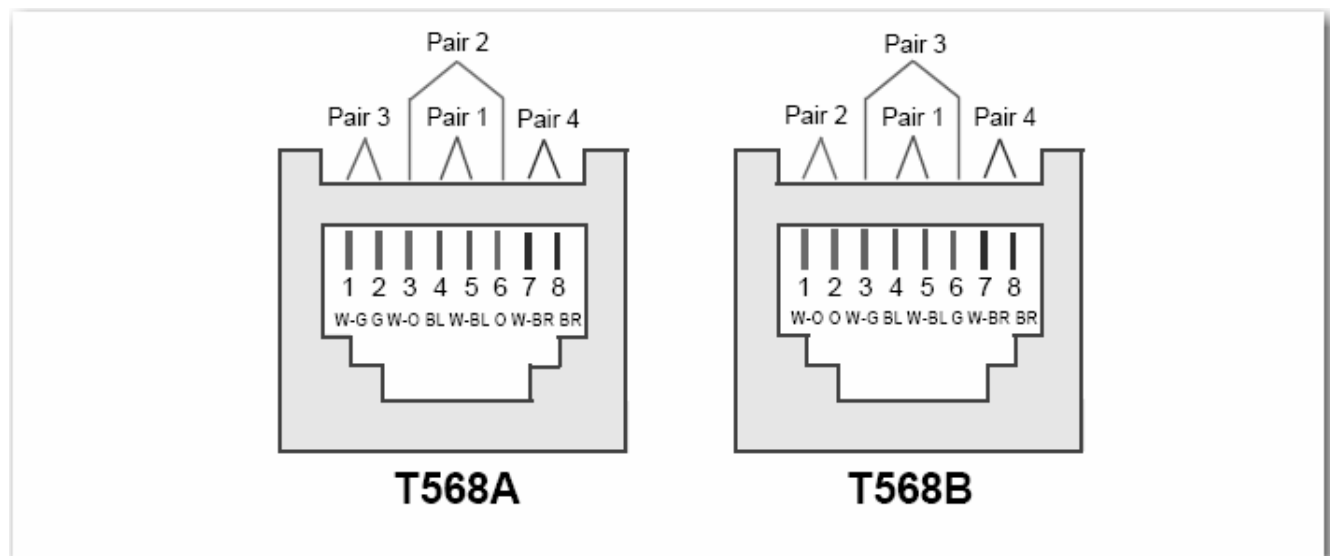 Pair 2
Pair 3 Pair 1 Pair 4
1 2 3 4 5 6 7 8
W-G G W-O BL W-BL O W-BR BR
T568A
Pair 3
Pair 2 Pair 1 Pair 4
1 2 3 4 5 6 7 8
W-O O W-G BL W-BL G W-BR BR
T568B